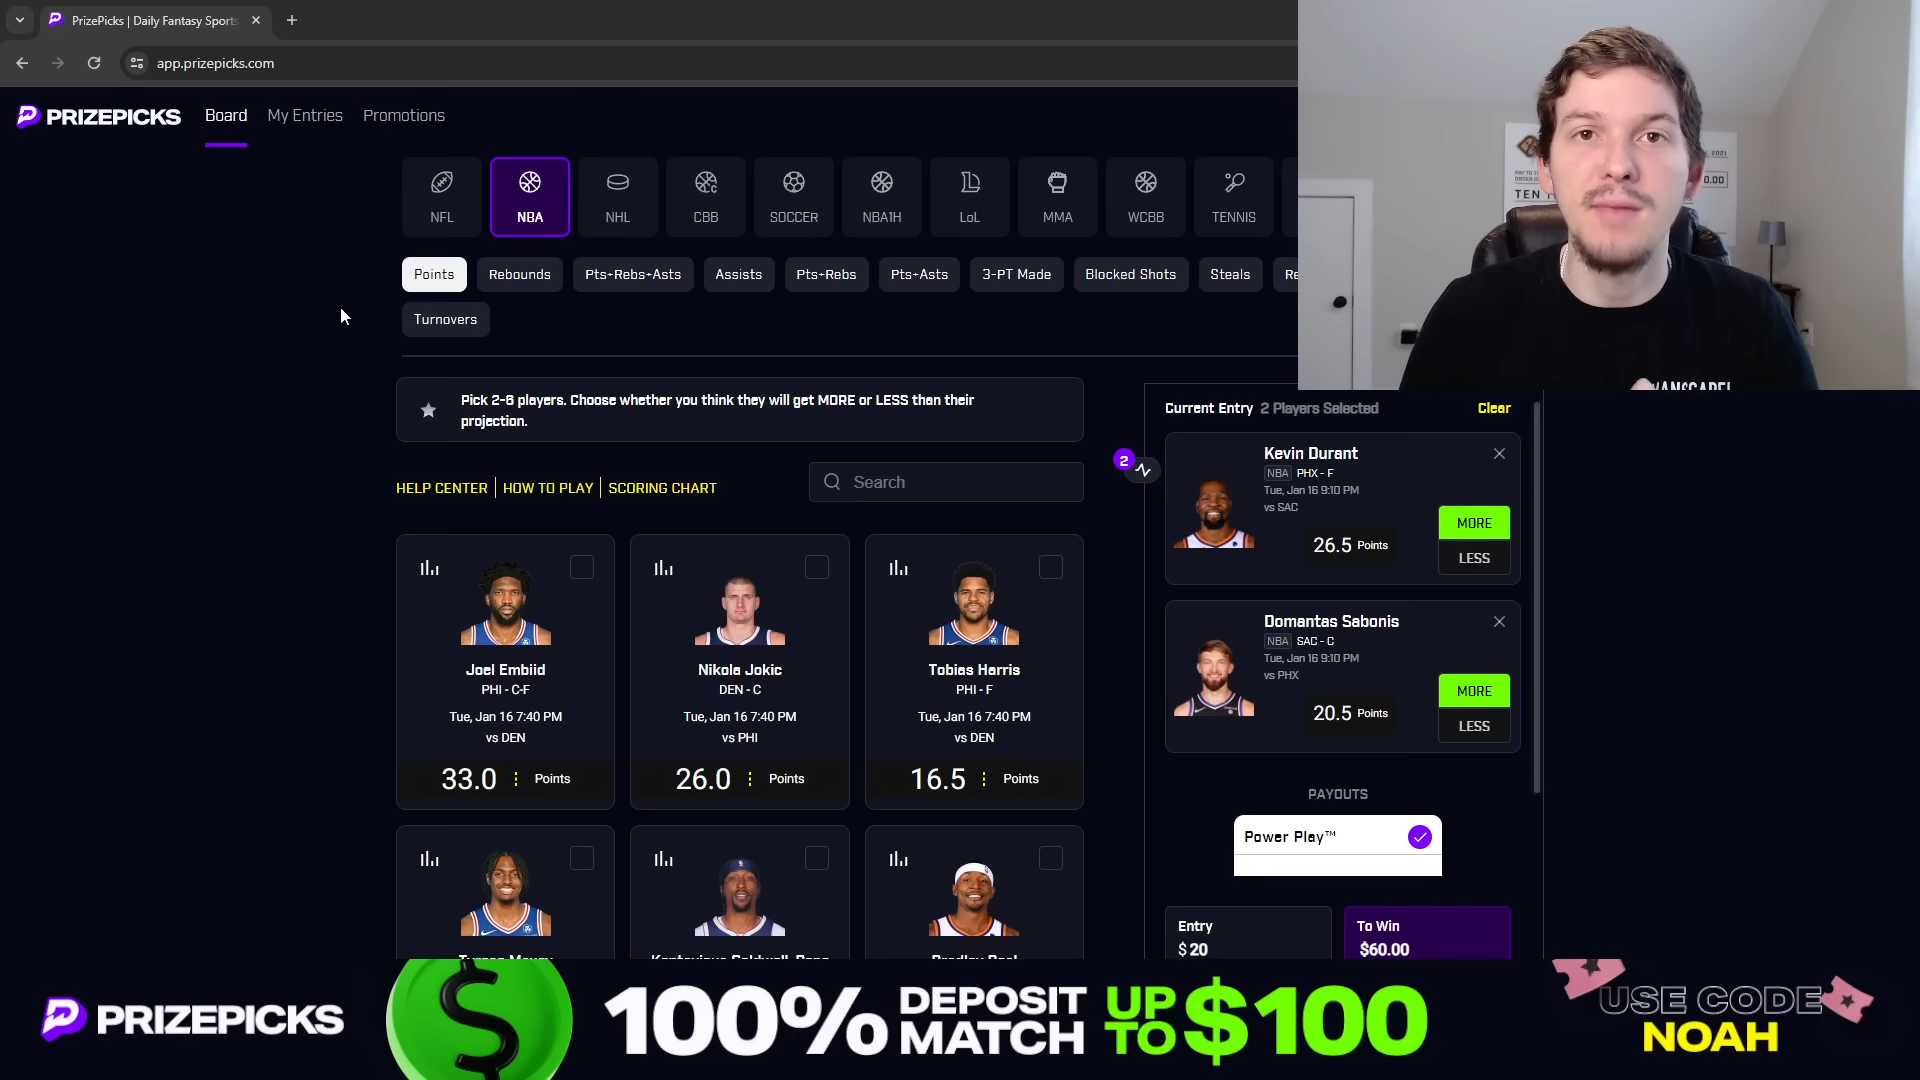 PrizePicks | Daily Fantasy Sports
app.prizepicks.com
PRIZEPICKS
Board
My Entries
Promotions
NFL
NBA
NHL
CBB
SOCCER
NBA1H
LoL
MMA
WCBB
TENNIS
Points
Rebounds
Pts+Rebs+Asts
Assists
Pts+Rebs
Pts+Asts
3-PT Made
Blocked Shots
Steals
Turnovers
Pick 2-6 players. Choose whether you think they will get MORE or LESS than their
projection.
HELP CENTER
HOW TO PLAY
SCORING CHART
Search
Joel Embiid
PHI - C-F
Tue, Jan 16 7:40 PM
vs DEN
33.0 Points
Nikola Jokic
DEN - C
Tue, Jan 16 7:40 PM
vs PHI
26.0 Points
Tobias Harris
PHI - F
Tue, Jan 16 7:40 PM
vs DEN
16.5 Points
Current Entry 2 Players Selected
Clear
2
Kevin Durant
NBA PHX - F
Tue, Jan 16 9:10 PM
vs SAC
26.5 Points
MORE
LESS
Domantas Sabonis
NBA SAC - C
Tue, Jan 16 9:10 PM
vs PHX
20.5 Points
MORE
LESS
PAYOUTS
Power Play™
Entry
$ 20
To Win
$60.00
PRIZEPICKS
100% DEPOSIT MATCH UP TO $100
USE CODE
NOAH